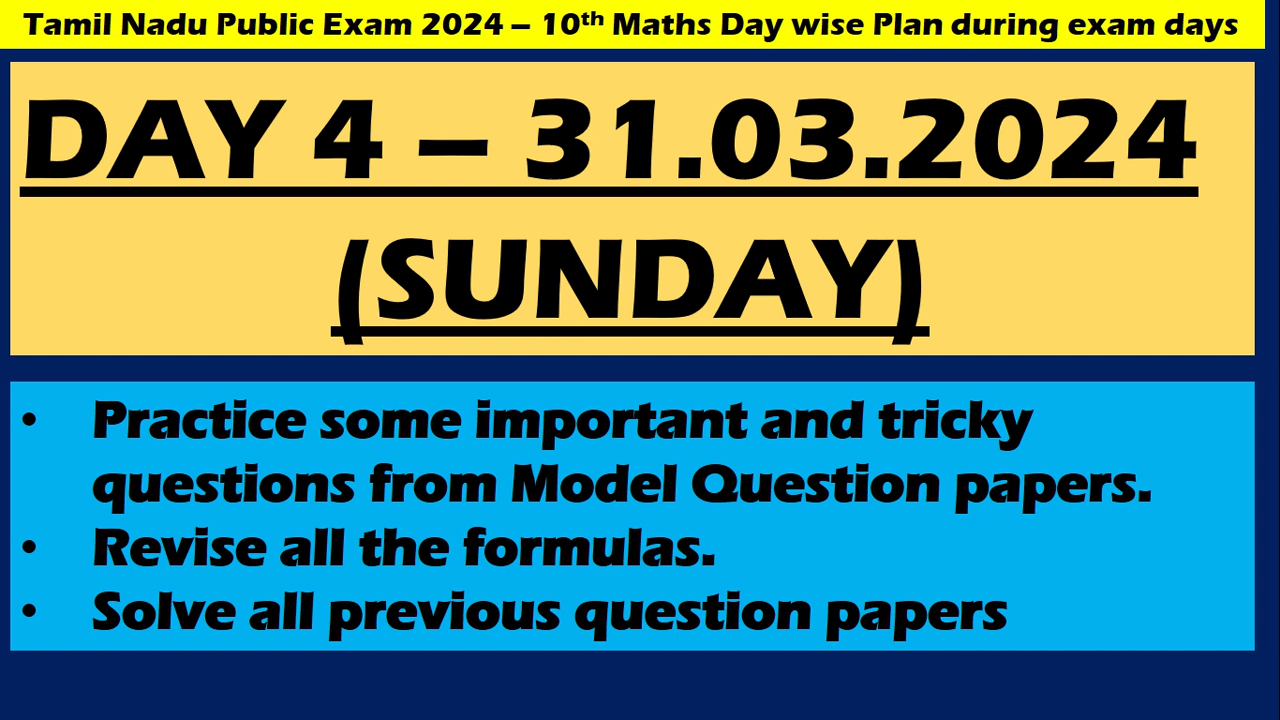 Tamil Nadu Public Exam 2024 – 10th Maths Day wise Plan during exam days
DAY 4 – 31.03.2024
(SUNDAY)
• Practice some important and tricky
questions from Model Question papers.
• Revise all the formulas.
• Solve all previous question papers